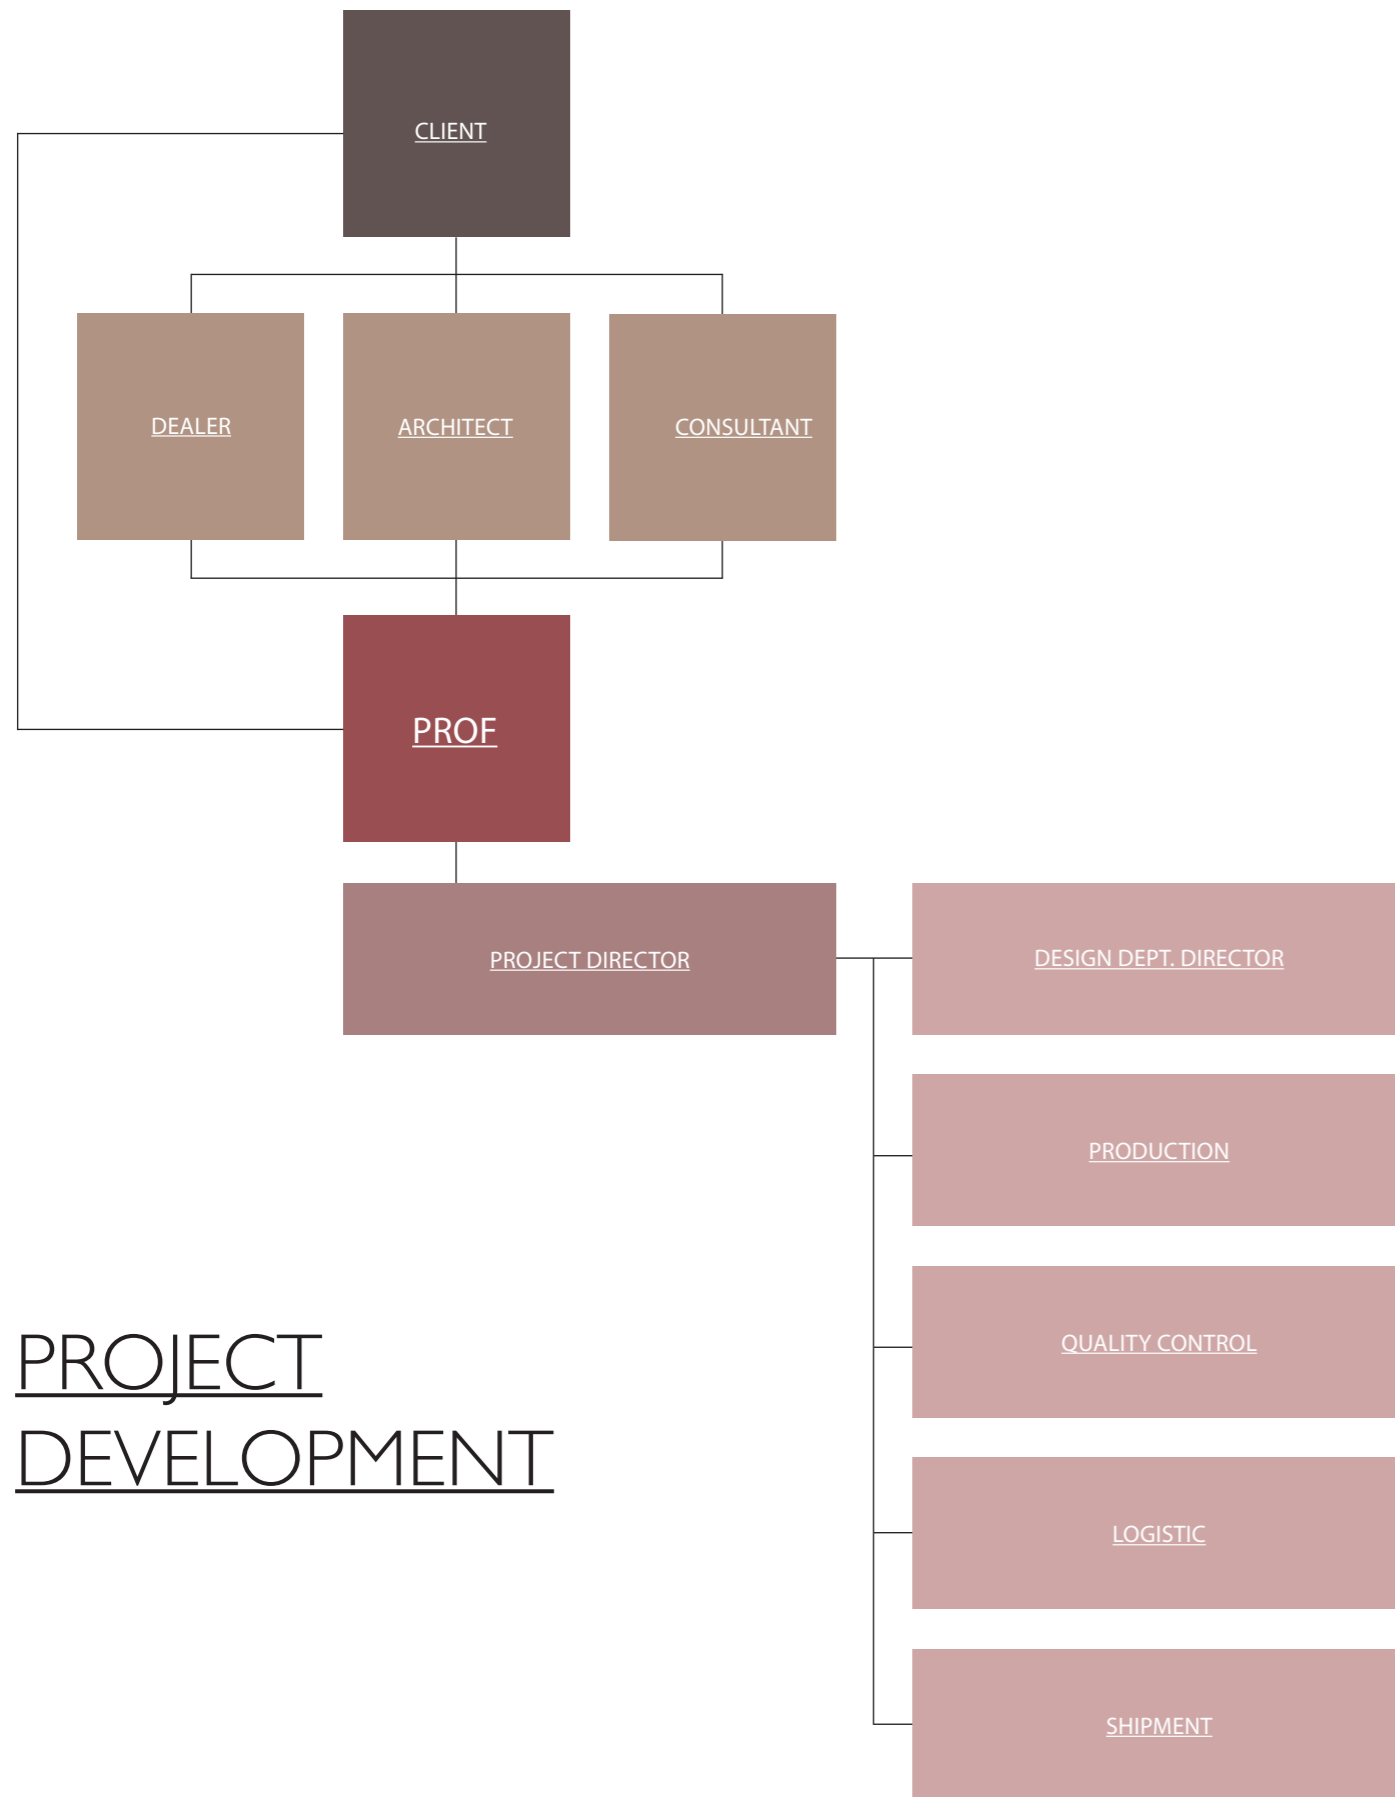 CLIENT
DEALER
ARCHITECT
CONSULTANT
PROF
PROJECT DIRECTOR
DESIGN DEPT. DIRECTOR
PRODUCTION
QUALITY CONTROL
LOGISTIC
SHIPMENT
PROJECT
DEVELOPMENT